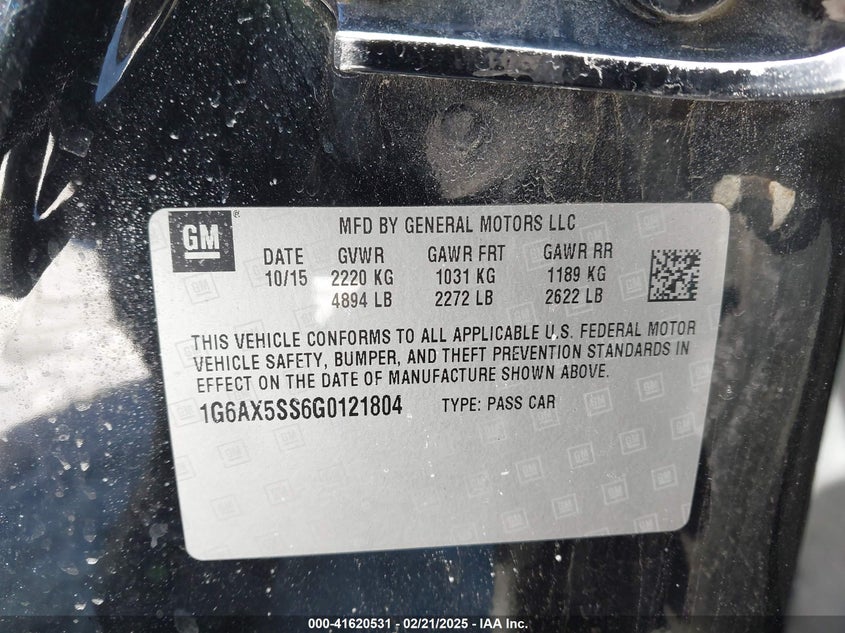 GM
MFD BY GENERAL MOTORS LLC
DATE GVWR GAWR FRT GAWR RR
10/15 2220 KG 1031 KG 1189 KG
4894 LB 2272 LB 2622 LB
THIS VEHICLE CONFORMS TO ALL APPLICABLE U.S. FEDERAL MOTOR
VEHICLE SAFETY, BUMPER, AND THEFT PREVENTION STANDARDS IN
EFFECT ON THE DATE OF MANUFACTURE SHOWN ABOVE.
1G6AX5SS6G0121804 TYPE: PASS CAR
000-41620531 - 02/21/2025 - IAA Inc.